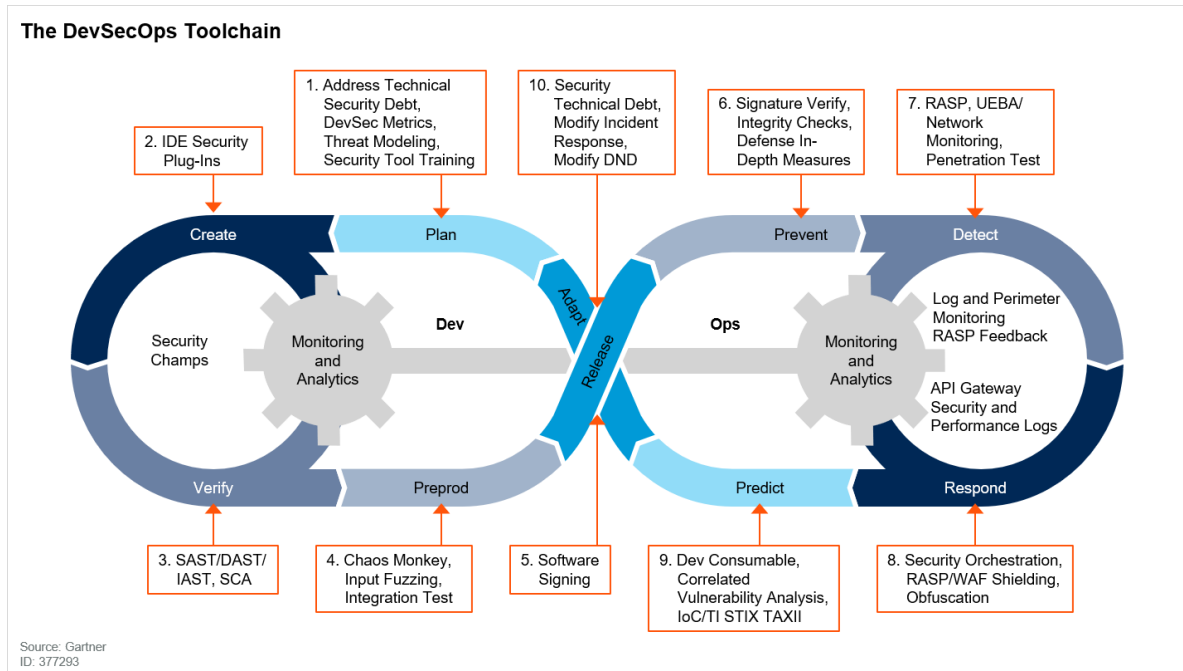 The DevSecOps Toolchain
1. Address Technical
Security Debt,
DevSec Metrics,
Threat Modeling,
Security Tool Training
10. Security
Technical Debt,
Modify Incident
Response,
Modify DND
6. Signature Verify,
Integrity Checks,
Defense In-
Depth Measures
7. RASP, UEBA/
Network
Monitoring,
Penetration Test
2. IDE Security
Plug-Ins
Create
Plan
Prevent
Detect
Adapt
Release
Dev
Ops
Security
Champs
Monitoring
and
Analytics
Monitoring
and
Analytics
Log and Perimeter
Monitoring
RASP Feedback
API Gateway
Security and
Performance Logs
Verify
Preprod
Predict
Respond
3. SAST/DAST/
IAST, SCA
4. Chaos Monkey,
Input Fuzzing,
Integration Test
5. Software
Signing
9. Dev Consumable,
Correlated
Vulnerability Analysis,
IoC/TI STIX TAXII
8. Security Orchestration,
RASP/WAF Shielding,
Obfuscation
Source: Gartner
ID: 377293